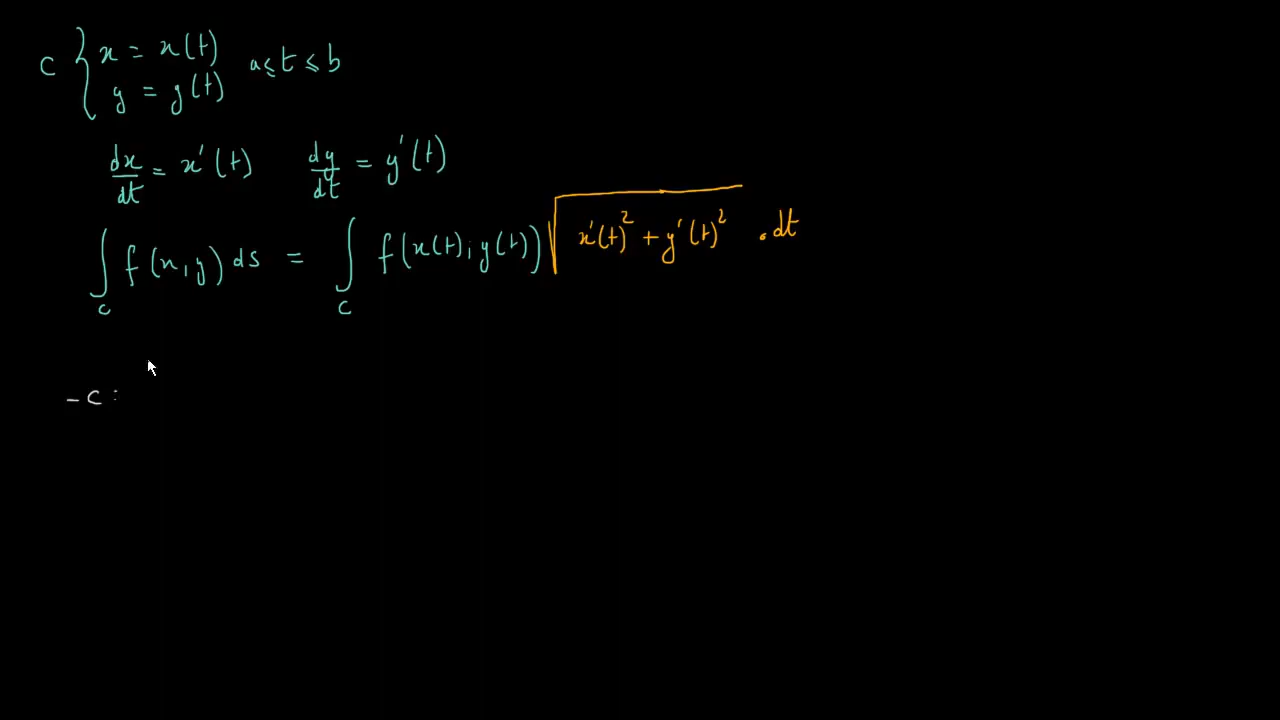 C { x = x(t) a ≤ t ≤ b
y = y(t)
dx/dt = x'(t) dy/dt = y'(t)
∫_C f(x,y) ds = ∫_C f(x(t);y(t)) √(x'(t)² + y'(t)²) . dt
- C :